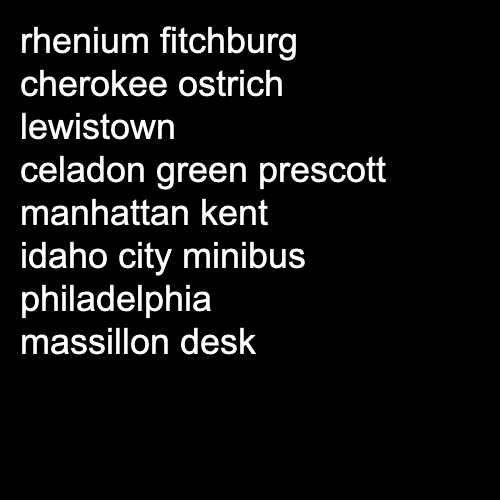 rhenium fitchburg
cherokee ostrich
lewistown
celadon green prescott
manhattan kent
idaho city minibus
philadelphia
massillon desk